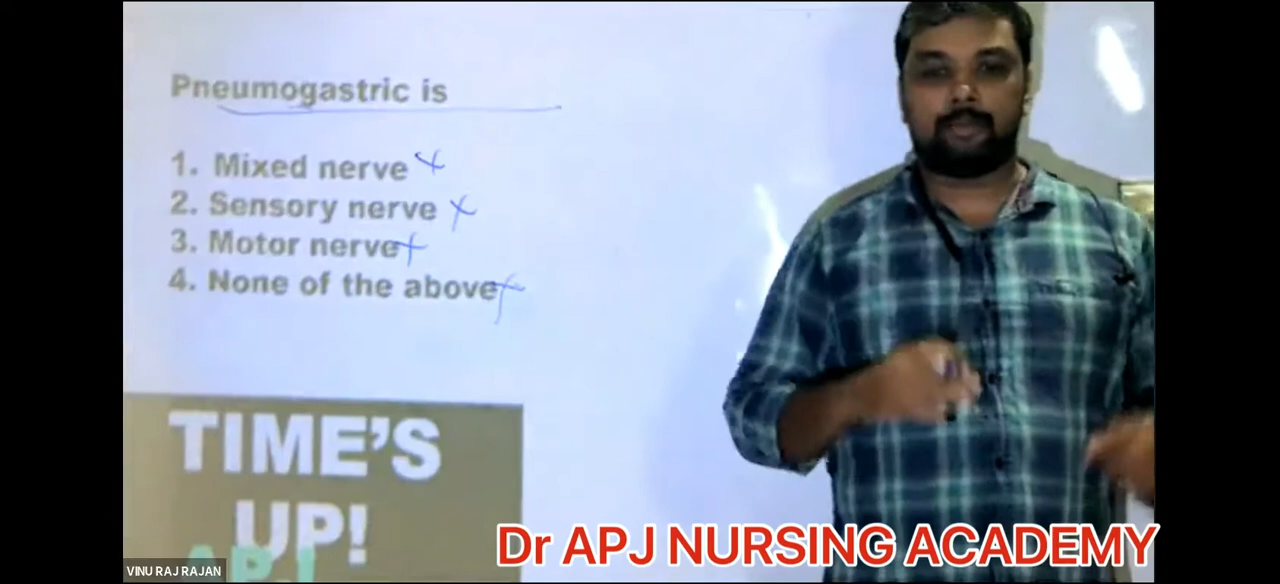 Pneumogastric is
1. Mixed nerve
2. Sensory nerve
3. Motor nerve
4. None of the above
TIME'S
UP!
APJ
Dr APJ NURSING ACADEMY
VINU RAJ RAJAN